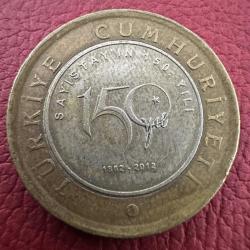 TÜRKİYE CUMHURİYETİ
SAYIŞTAYIN 150. YILI
150
yıl
1862-2012